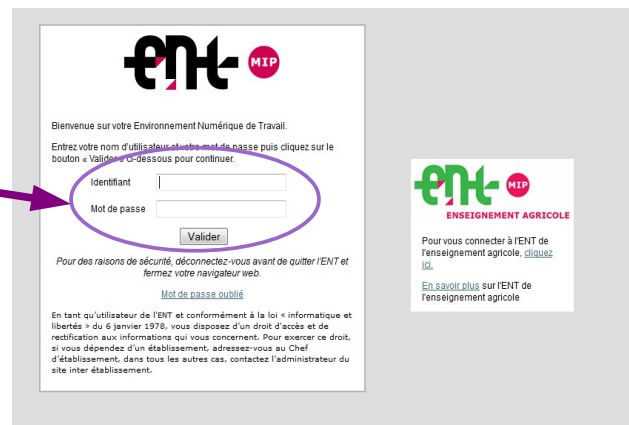 ent MIP
Bienvenue sur votre Environnement Numérique de Travail.
Entrez votre nom d'utilisateur et votre mot de passe puis cliquez sur le
bouton « Valider » ci-dessous pour continuer.
Identifiant
Mot de passe
Valider
Pour des raisons de sécurité, déconnectez-vous avant de quitter l'ENT et
fermez votre navigateur web.
Mot de passe oublié
En tant qu'utilisateur de l'ENT et conformément à la loi « informatique et
libertés » du 6 janvier 1978, vous disposez d'un droit d'accès et de
rectification aux informations qui vous concernent. Pour exercer ce droit,
si vous dépendez d'un établissement, adressez-vous au Chef
d'établissement, dans tous les autres cas, contactez l'administrateur du
site inter établissement.
ent MIP
ENSEIGNEMENT AGRICOLE
Pour vous connecter à l'ENT de
l'enseignement agricole, cliquez
ici.
En savoir plus sur l'ENT de
l'enseignement agricole